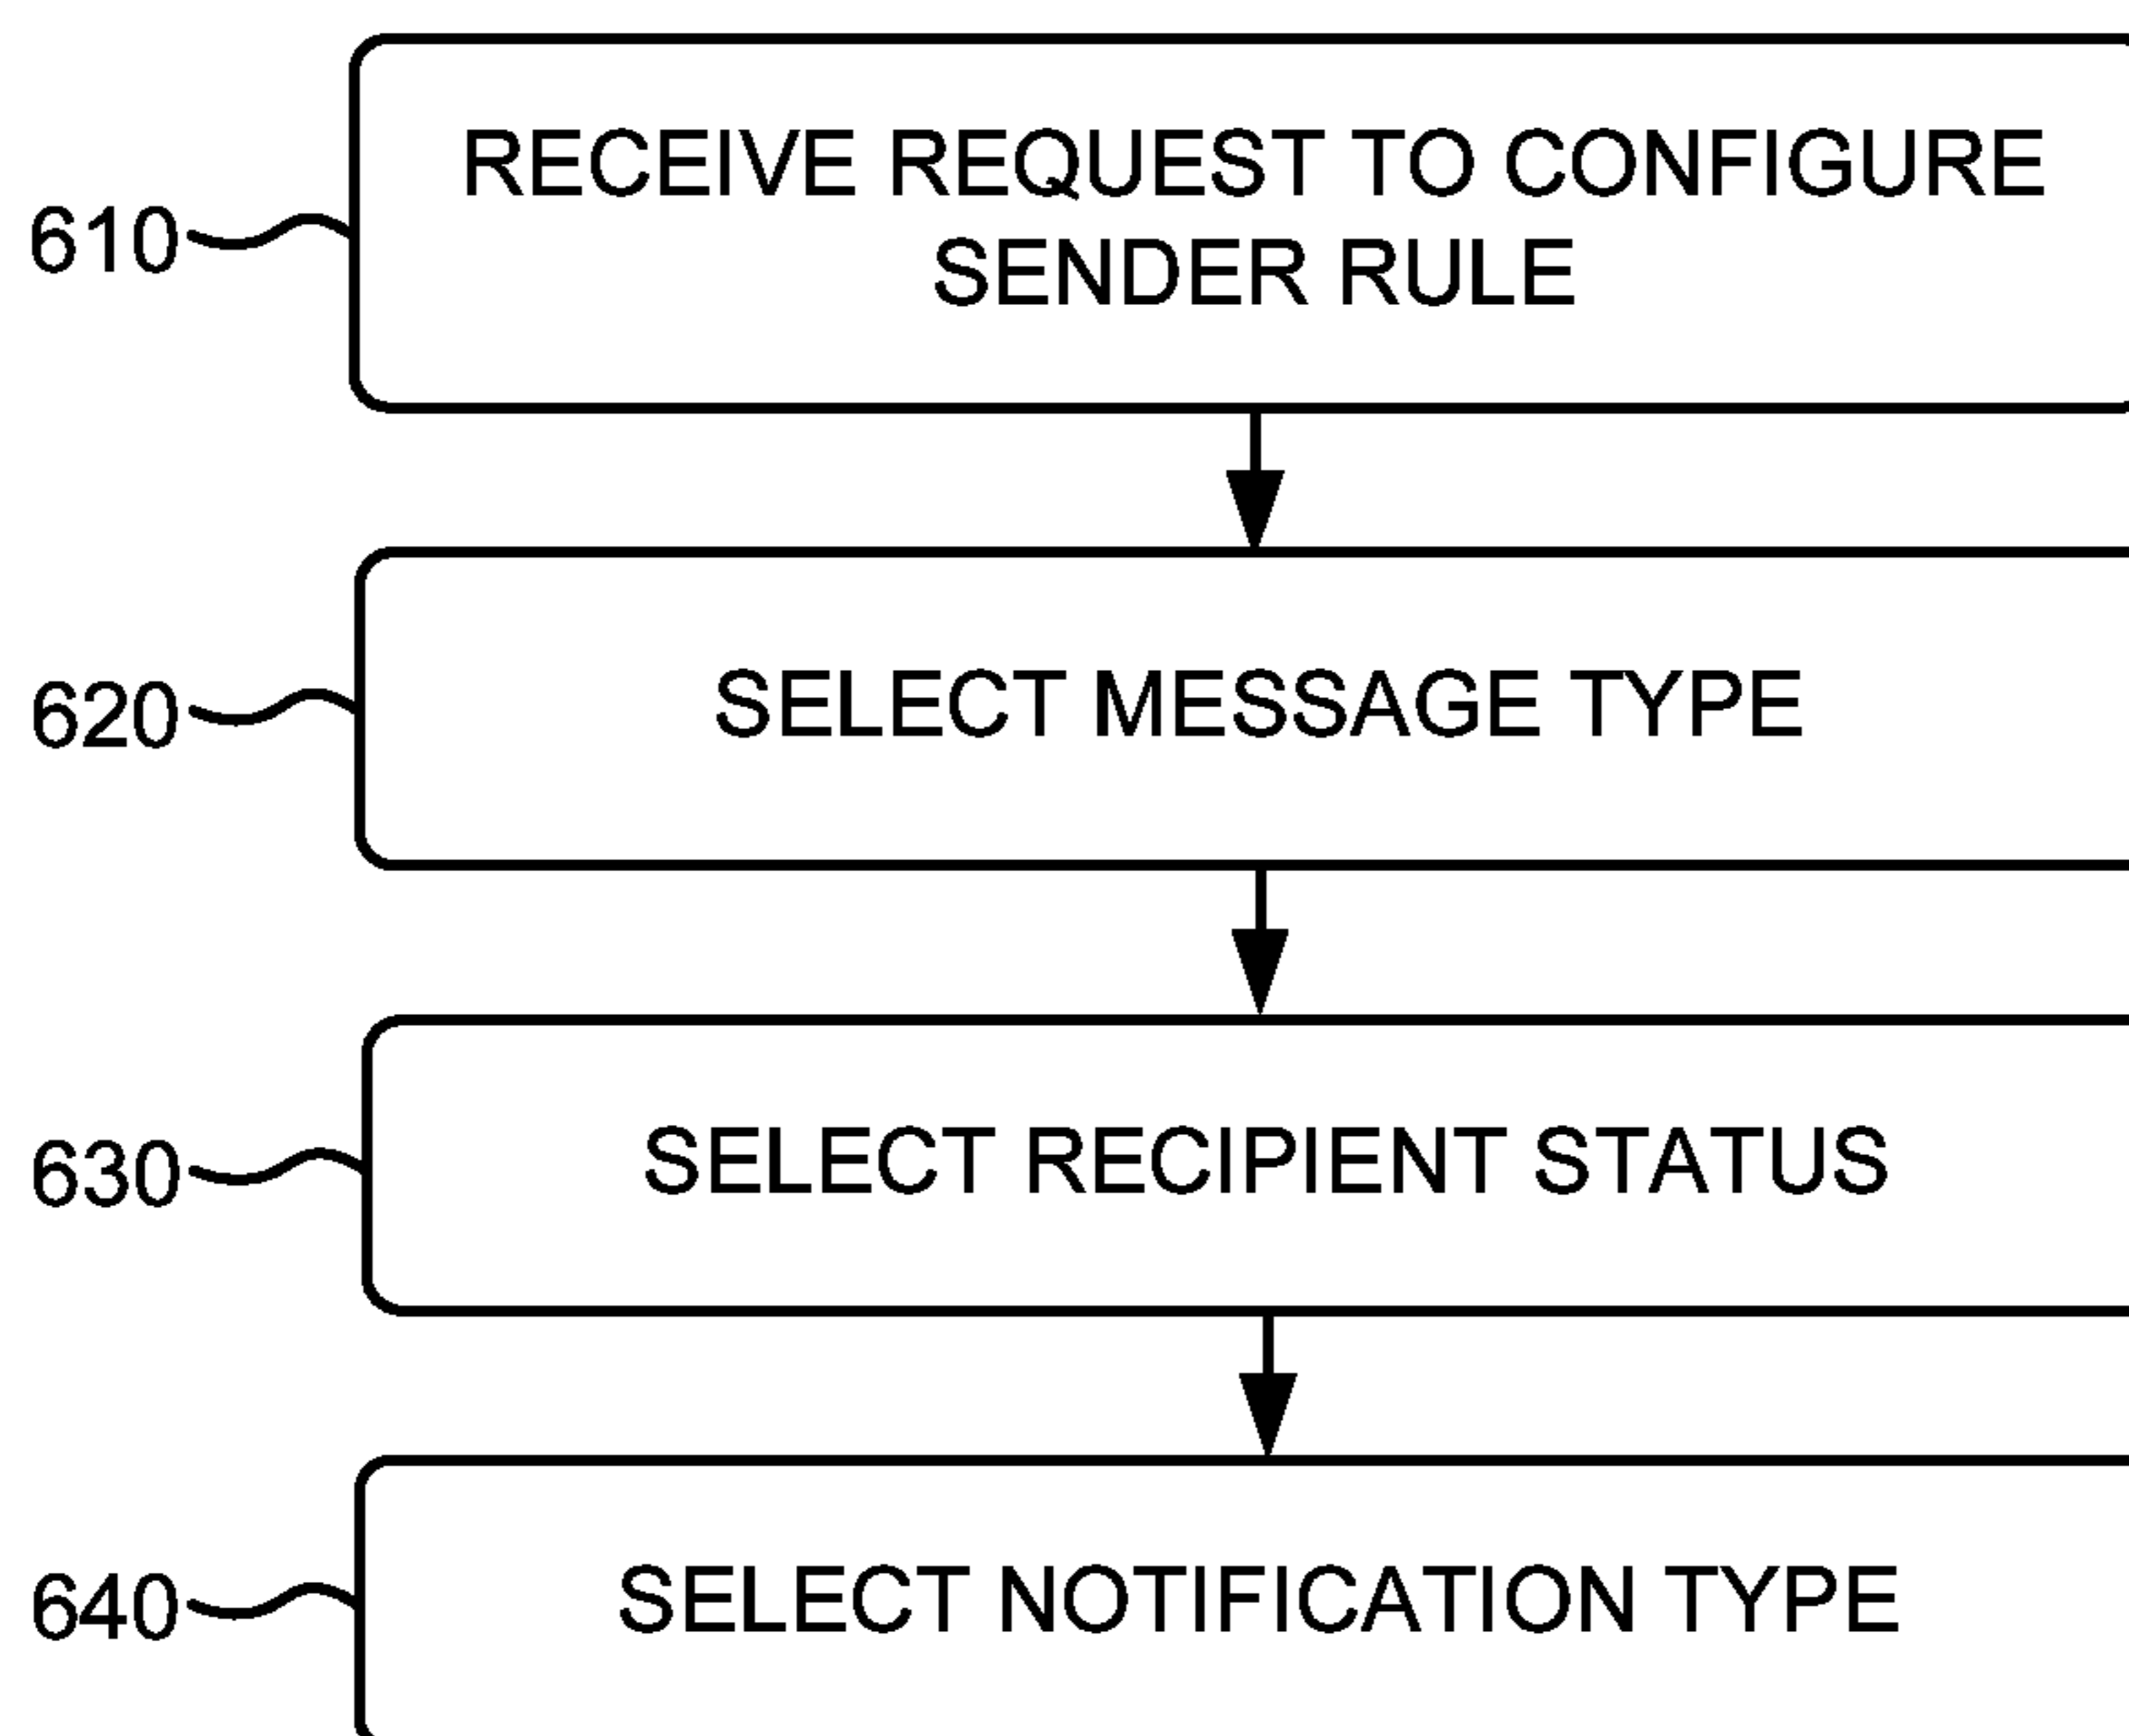 RECEIVE REQUEST TO CONFIGURE
SENDER RULE
610
SELECT MESSAGE TYPE
620
SELECT RECIPIENT STATUS
630
SELECT NOTIFICATION TYPE
640